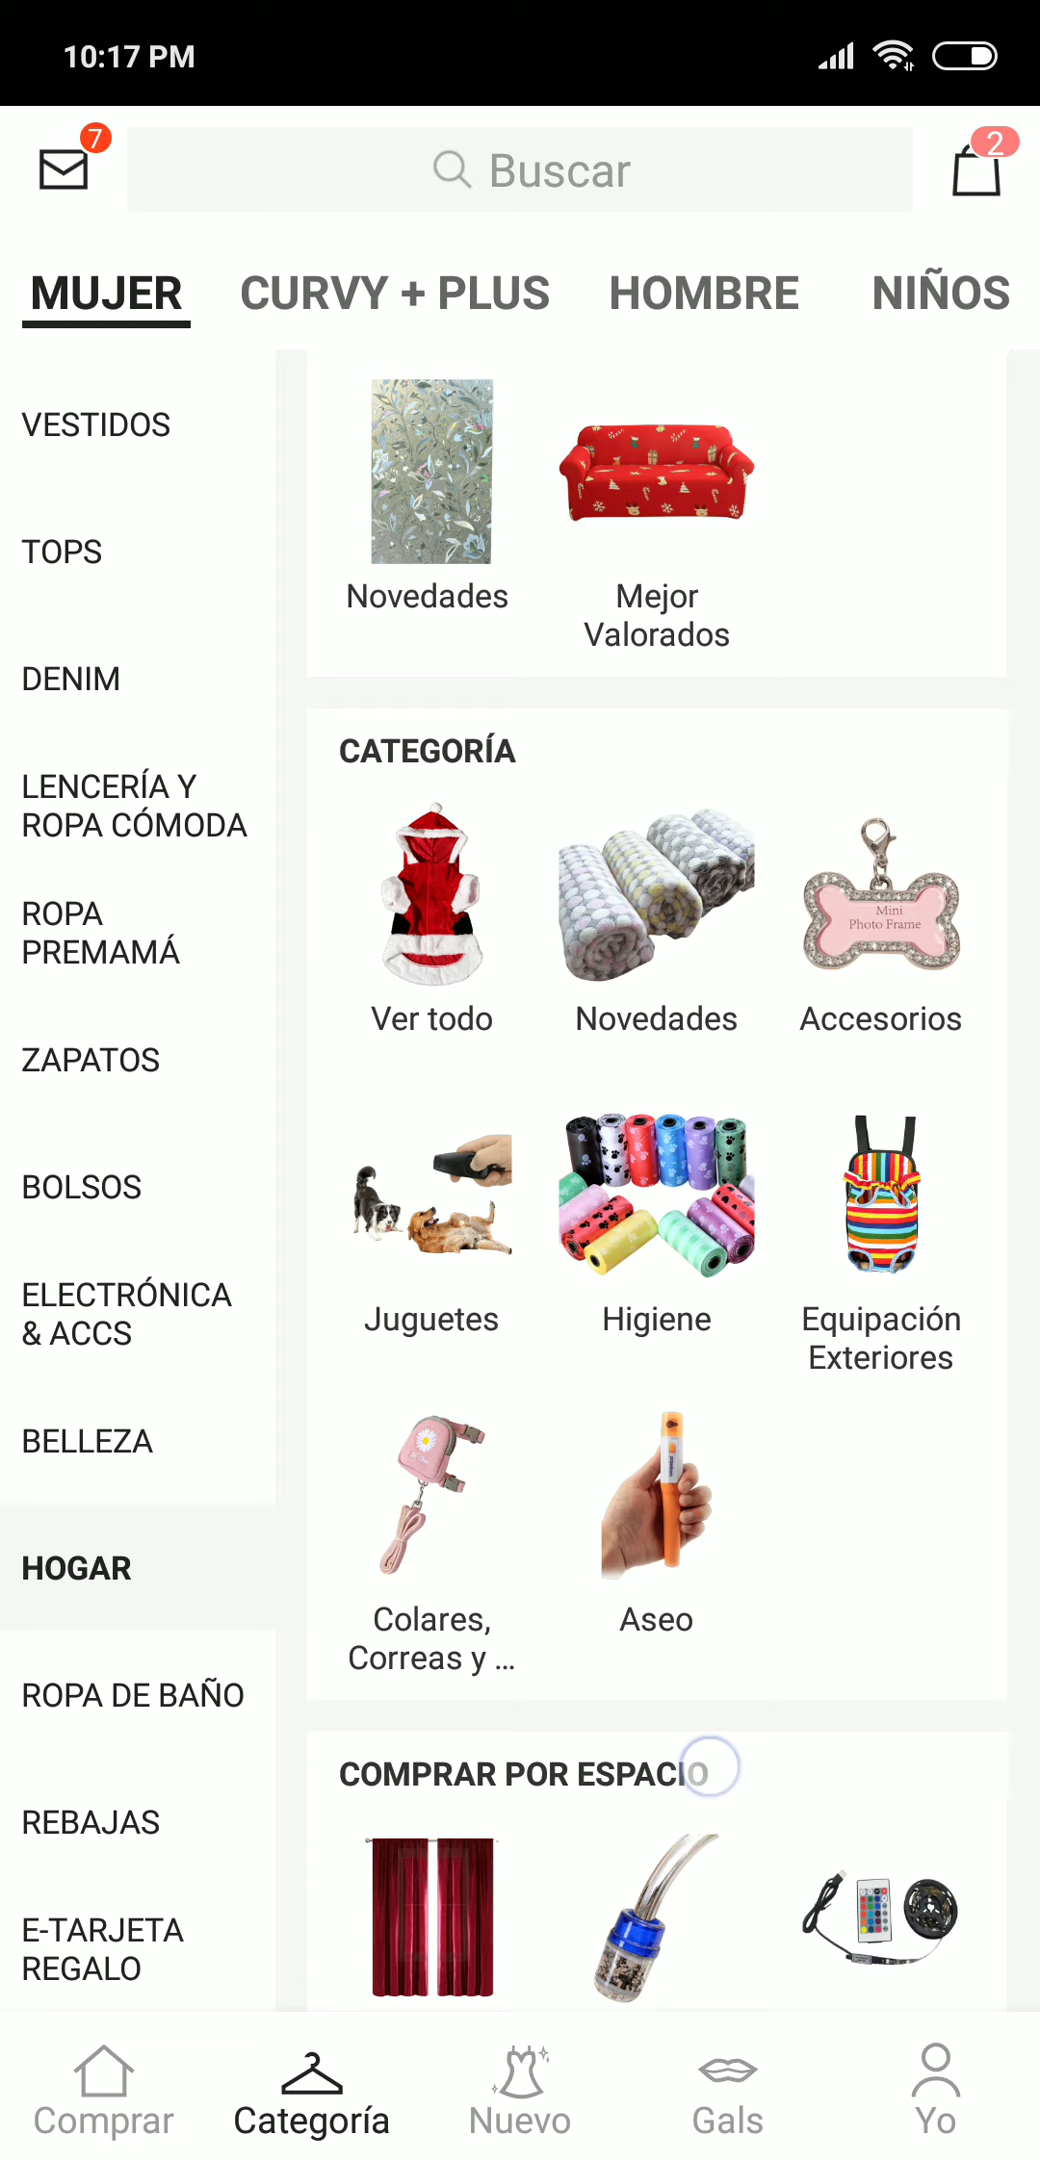 10:17 PM
7
Buscar
2
MUJER
CURVY + PLUS
HOMBRE
NIÑOS
VESTIDOS
TOPS
DENIM
LENCERÍA Y
ROPA CÓMODA
ROPA
PREMAMÁ
ZAPATOS
BOLSOS
ELECTRÓNICA
& ACCS
BELLEZA
HOGAR
ROPA DE BAÑO
REBAJAS
E-TARJETA
REGALO
Novedades
Mejor
Valorados
CATEGORÍA
Mini
Photo Frame
Ver todo
Novedades
Accesorios
Juguetes
Higiene
Equipación
Exteriores
Colares,
Correas y ...
Aseo
COMPRAR POR ESPACIO
Comprar
Categoría
Nuevo
Gals
Yo